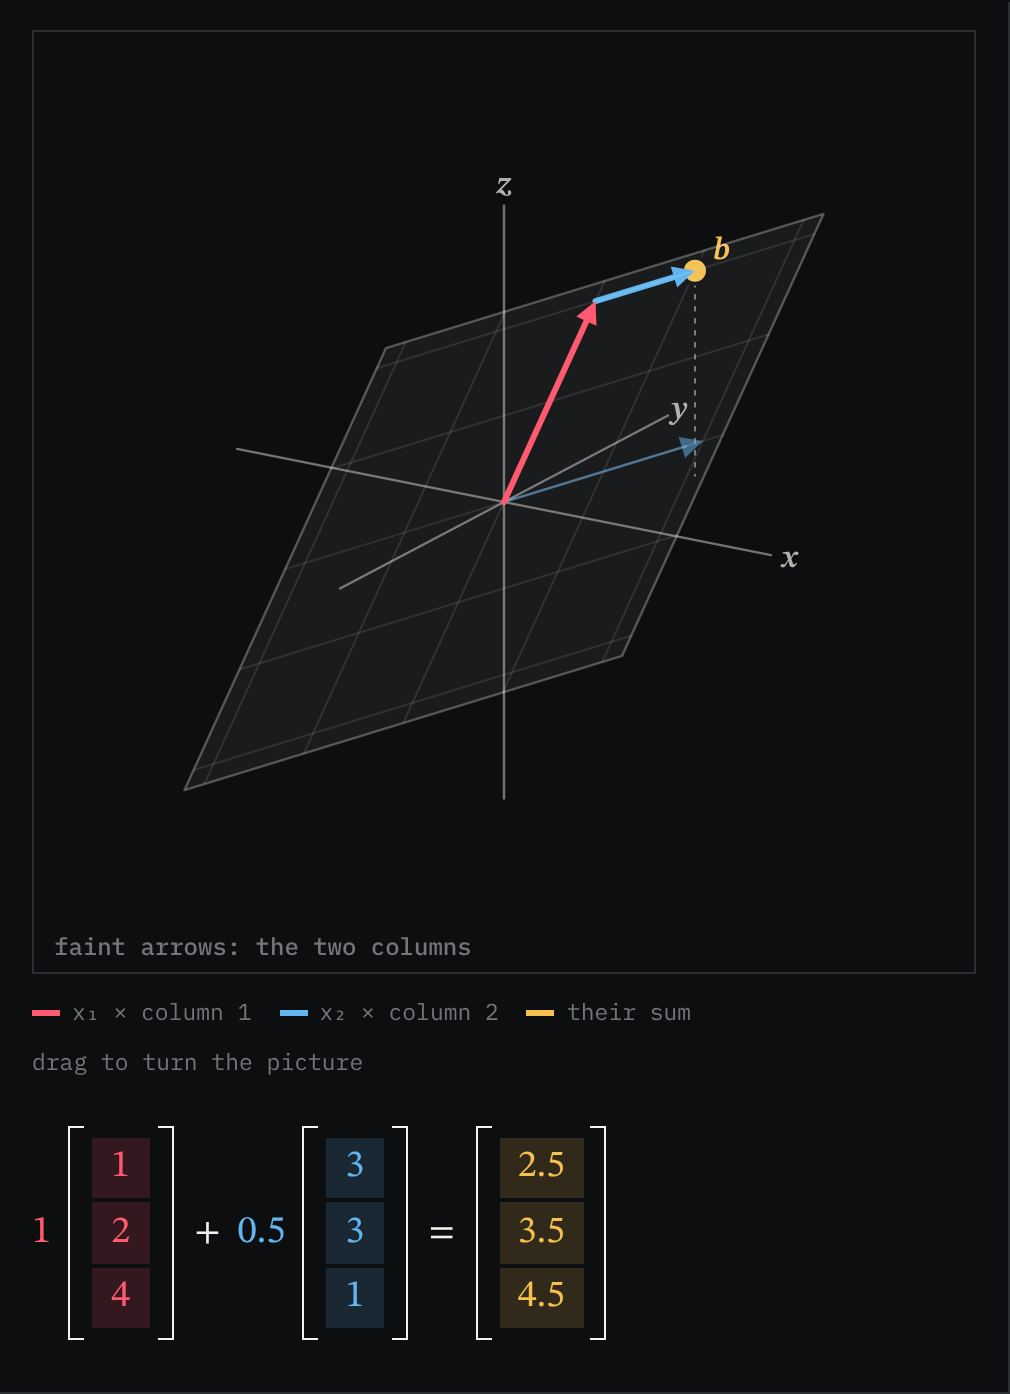 z
b
y
x
faint arrows: the two columns
x₁ × column 1 x₂ × column 2 their sum
drag to turn the picture
1 3 2.5
1 2 + 0.5 3 = 3.5
4 1 4.5